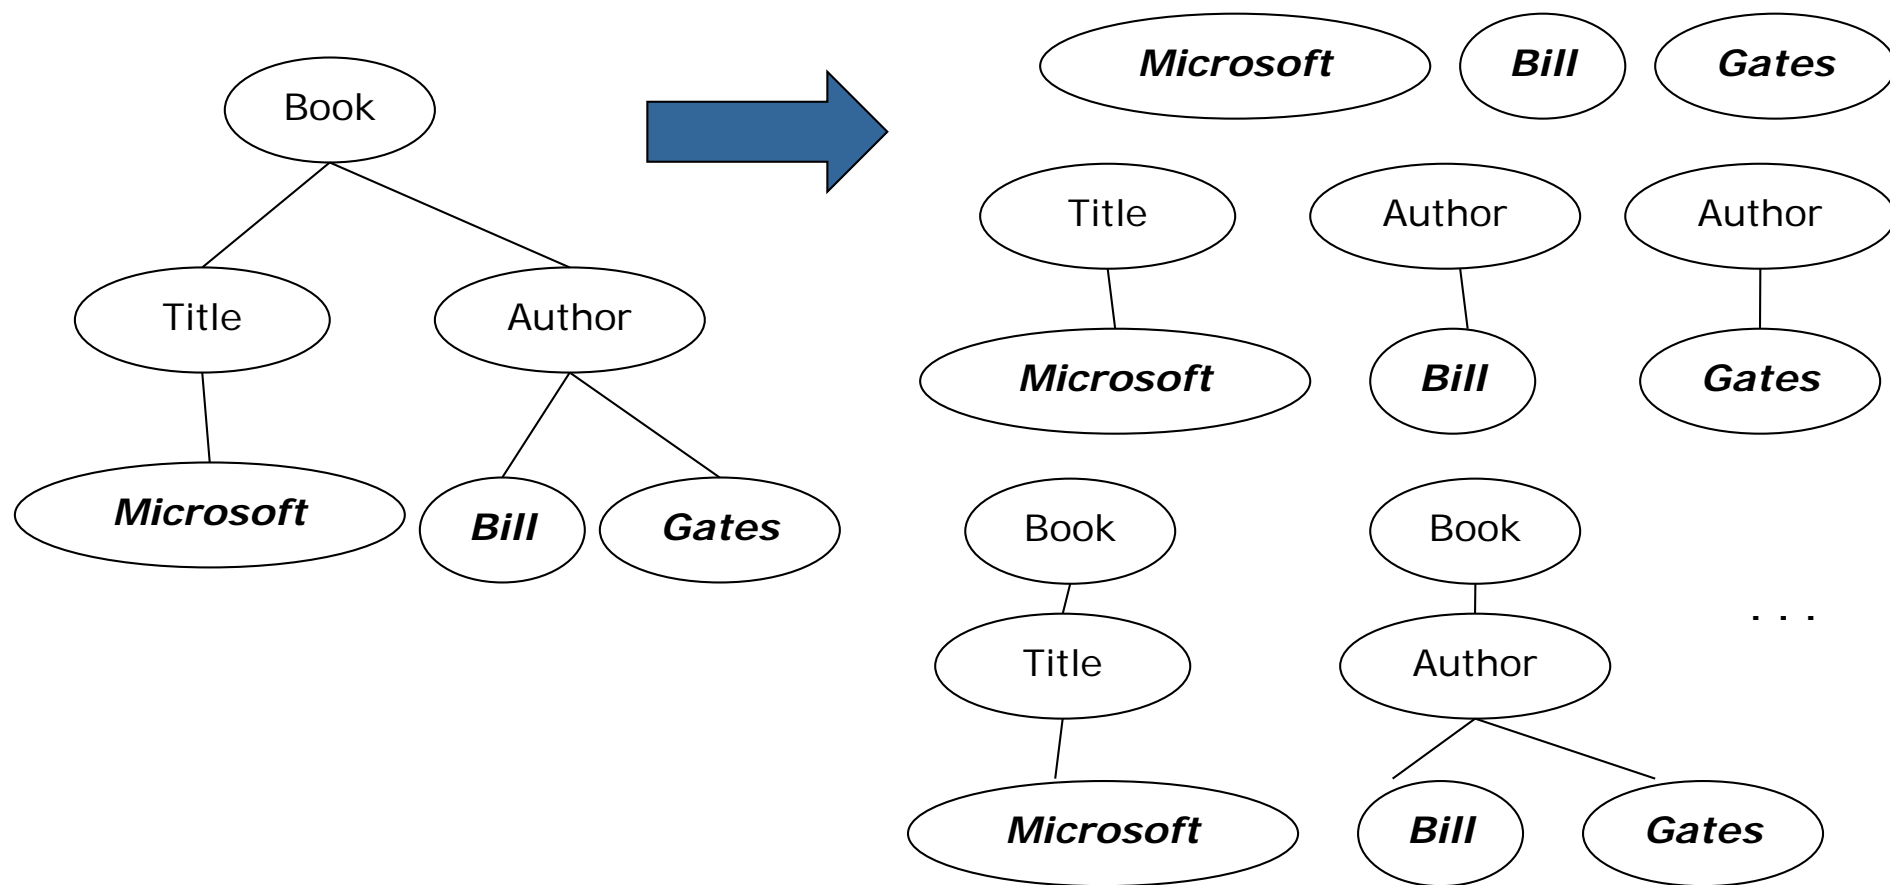 Book
Title
Author
Microsoft
Bill
Gates
Microsoft
Bill
Gates
Title
Author
Author
Microsoft
Bill
Gates
Book
Book
. . .
Title
Author
Microsoft
Bill
Gates